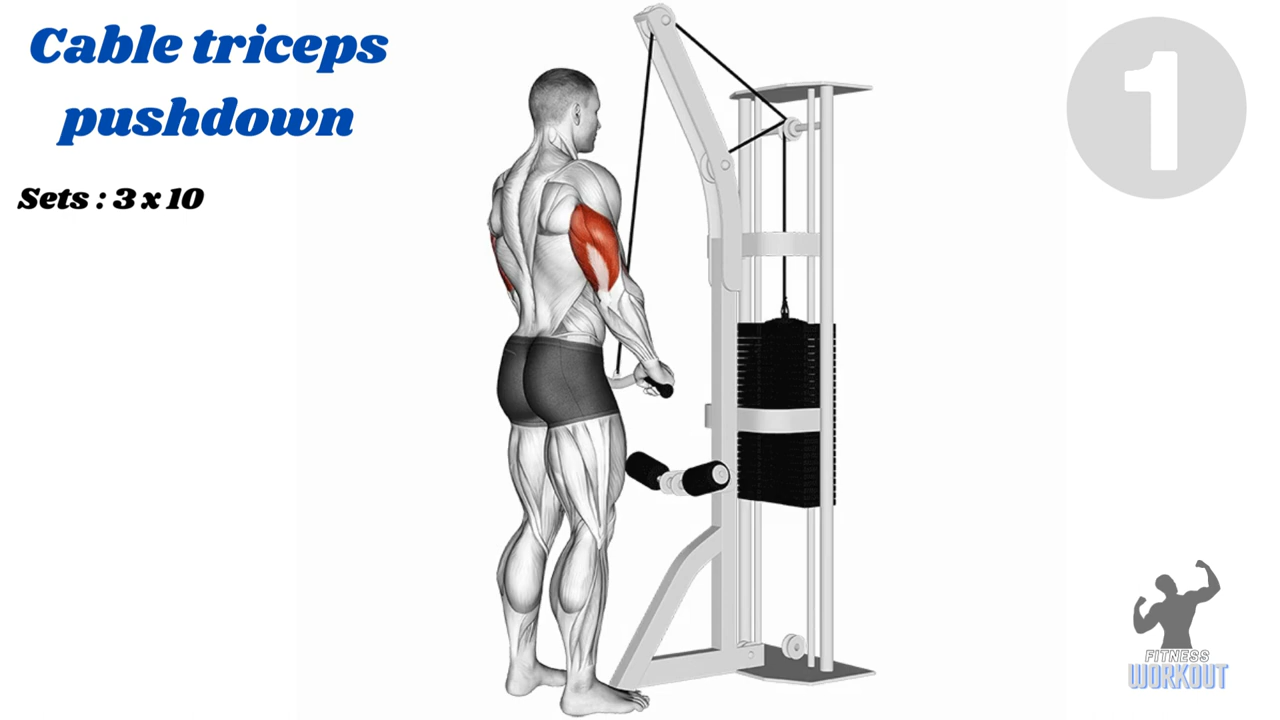 Cable triceps
pushdown
Sets : 3 x 10
1
FITNESS
WORKOUT